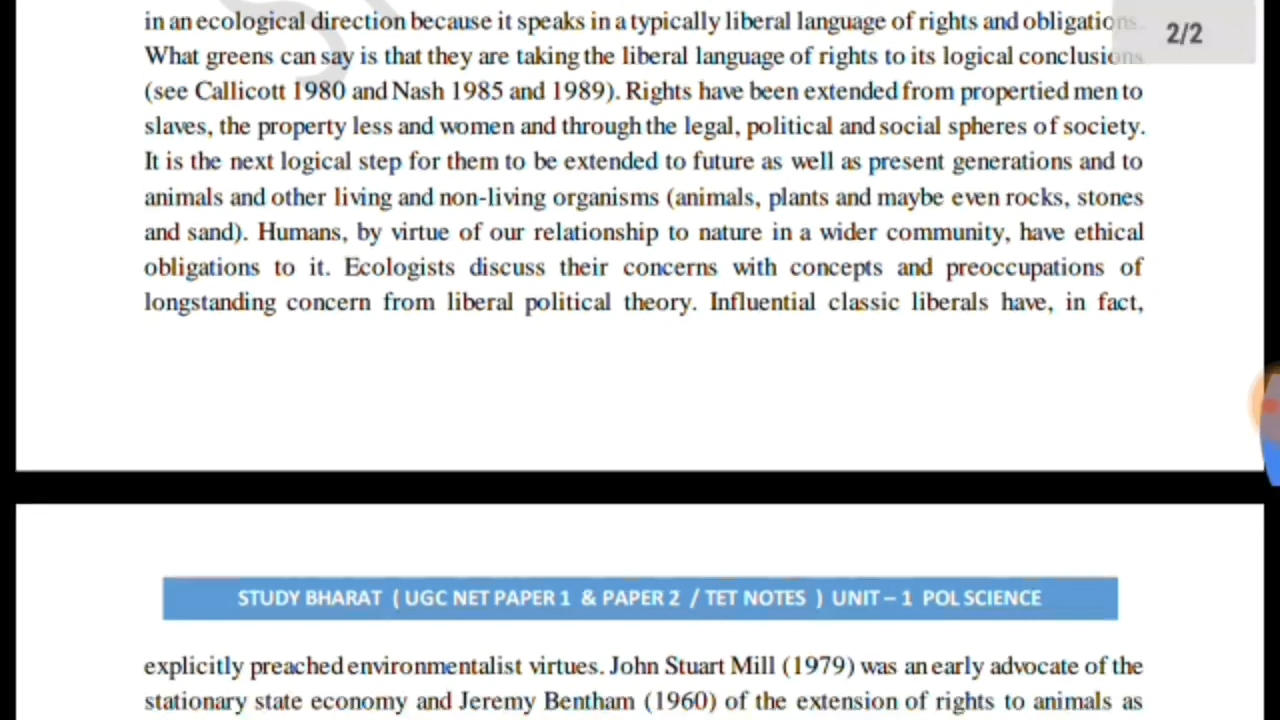 in an ecological direction because it speaks in a typically liberal language of rights and obligations.
2/2
What greens can say is that they are taking the liberal language of rights to its logical conclusions
(see Callicott 1980 and Nash 1985 and 1989). Rights have been extended from propertied men to
slaves, the property less and women and through the legal, political and social spheres of society.
It is the next logical step for them to be extended to future as well as present generations and to
animals and other living and non-living organisms (animals, plants and maybe even rocks, stones
and sand). Humans, by virtue of our relationship to nature in a wider community, have ethical
obligations to it. Ecologists discuss their concerns with concepts and preoccupations of
longstanding concern from liberal political theory. Influential classic liberals have, in fact,
STUDY BHARAT ( UGC NET PAPER 1 & PAPER 2 / TET NOTES ) UNIT – 1 POL SCIENCE
explicitly preached environmentalist virtues. John Stuart Mill (1979) was an early advocate of the
stationary state economy and Jeremy Bentham (1960) of the extension of rights to animals as